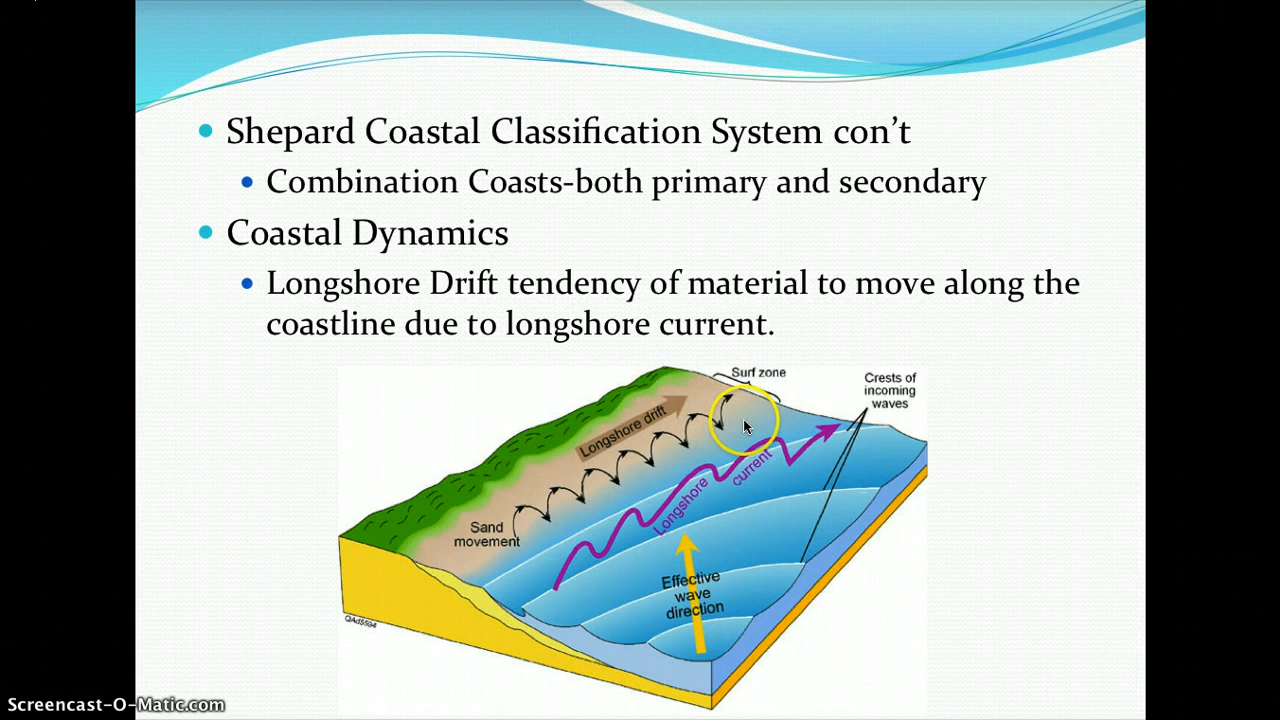 Shepard Coastal Classification System con't
Combination Coasts-both primary and secondary
Coastal Dynamics
Longshore Drift tendency of material to move along the
coastline due to longshore current.
Surf zone
Crests of
incoming
waves
Longshore drift
Longshore
current
Sand
movement
Effective
wave
direction
QAd5504
Screencast-O-Matic.com